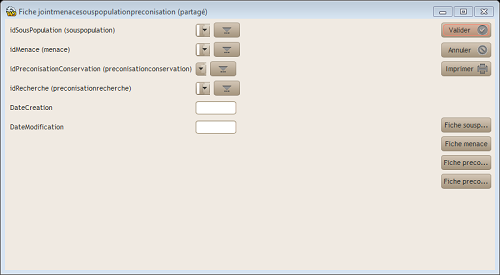 Fiche jointmenacesouspopulationpreconisation (partagé)
idSousPopulation (souspopulation)
Valider
idMenace (menace)
Annuler
idPreconisationConservation (preconisationconservation)
Imprimer
idRecherche (preconisationrecherche)
DateCreation
DateModification
Fiche sousp...
Fiche menace
Fiche preco...
Fiche preco...